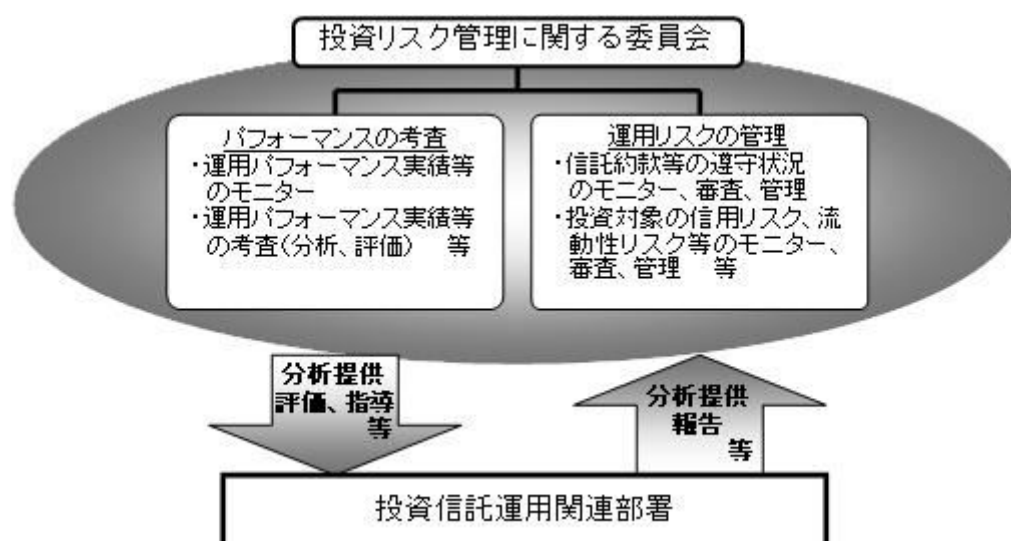 投資リスク管理に関する委員会
パフォーマンスの考査
・運用パフォーマンス実績等
のモニター
・運用パフォーマンス実績等
の考査(分析、評価) 等
運用リスクの管理
・信託約款等の遵守状況
のモニター、審査、管理
・投資対象の信用リスク、流
動性リスク等のモニター、
審査、管理 等
分析提供
評価、指導
等
分析提供
報告
等
投資信託運用関連部署